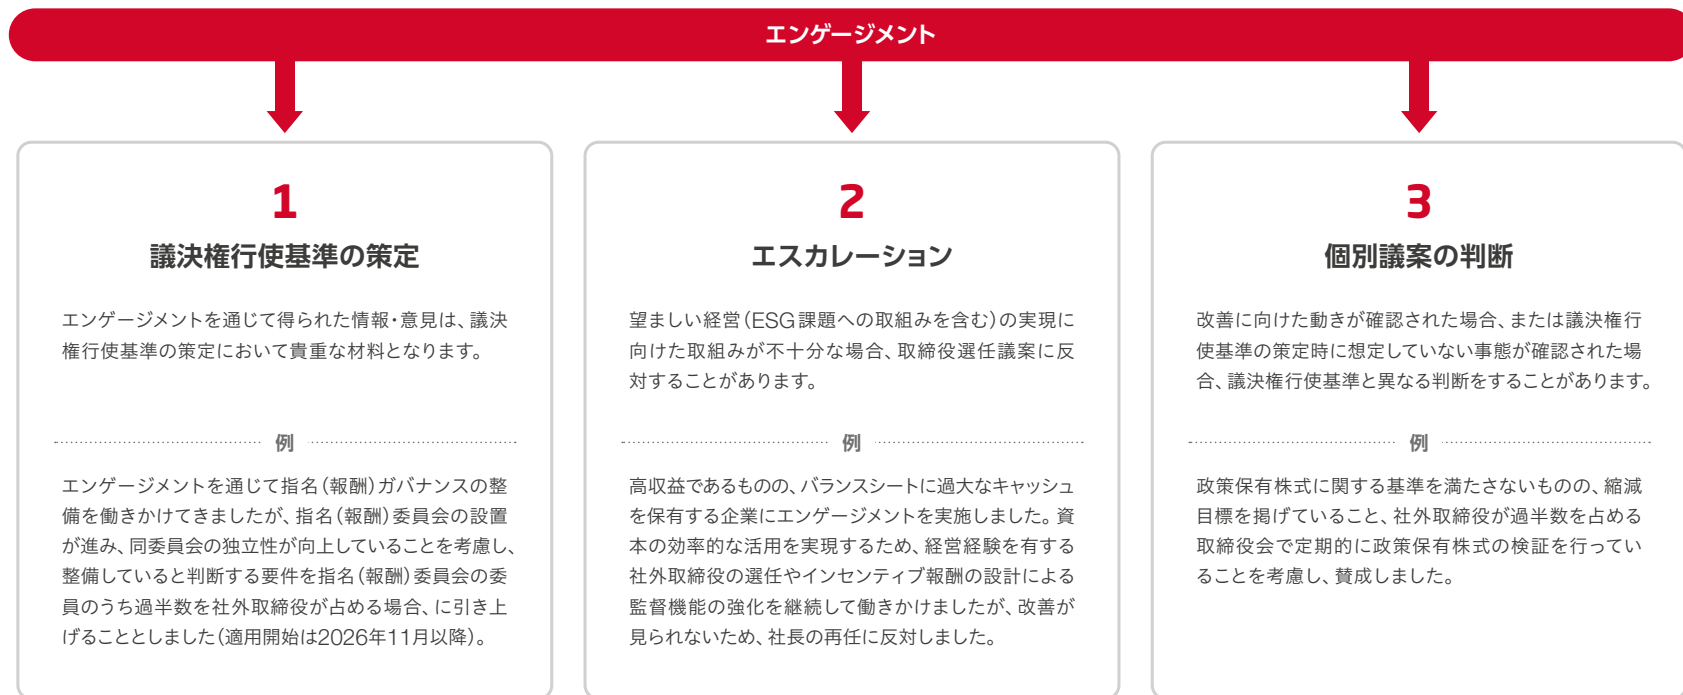 エンゲージメント
1
議決権行使基準の策定
エンゲージメントを通じて得られた情報・意見は、議決
権行使基準の策定において貴重な材料となります。
例
エンゲージメントを通じて指名(報酬)ガバナンスの整
備を働きかけてきましたが、指名(報酬)委員会の設置
が進み、同委員会の独立性が向上していることを考慮し、
整備していると判断する要件を指名(報酬)委員会の委
員のうち過半数を社外取締役が占める場合、に引き上
げることとしました(適用開始は2026年11月以降)。
2
エスカレーション
望ましい経営(ESG課題への取組みを含む)の実現に
向けた取組みが不十分な場合、取締役選任議案に反
対することがあります。
例
高収益であるものの、バランスシートに過大なキャッシュ
を保有する企業にエンゲージメントを実施しました。資
本の効率的な活用を実現するため、経営経験を有する
社外取締役の選任やインセンティブ報酬の設計による
監督機能の強化を継続して働きかけましたが、改善が
見られないため、社長の再任に反対しました。
3
個別議案の判断
改善に向けた動きが確認された場合、または議決権行
使基準の策定時に想定していない事態が確認された場
合、議決権行使基準と異なる判断をすることがあります。
例
政策保有株式に関する基準を満たさないものの、縮減
目標を掲げていること、社外取締役が過半数を占める
取締役会で定期的に政策保有株式の検証を行ってい
ることを考慮し、賛成しました。